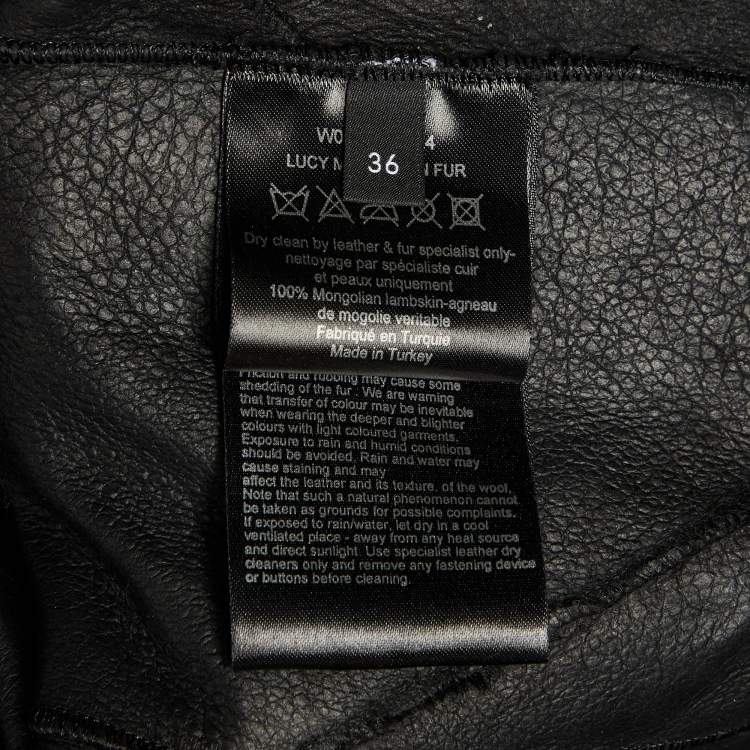 W0 4
LUCY M N FUR
36
Dry clean by leather & fur specialist only-
nettoyage par spécialiste cuir
et peaux uniquement
100% Mongolian lambskin-agneau
de mogolie veritable
Fabriqué en Turquie
Made in Turkey
Friction and rubbing may cause some
shedding of the fur . We are warning
that transfer of colour may be inevitable
when wearing the deeper and blighter
colours with light coloured garments.
Exposure to rain and humid conditions
should be avoided. Rain and water may
cause staining and may
affect the leather and its texture, of the wool.
Note that such a natural phenomenon cannot
be taken as grounds for possible complaints.
If exposed to rain/water, let dry in a cool
ventilated place - away from any heat source
and direct sunlight. Use specialist leather dry
cleaners only and remove any fastening device
or buttons before cleaning.